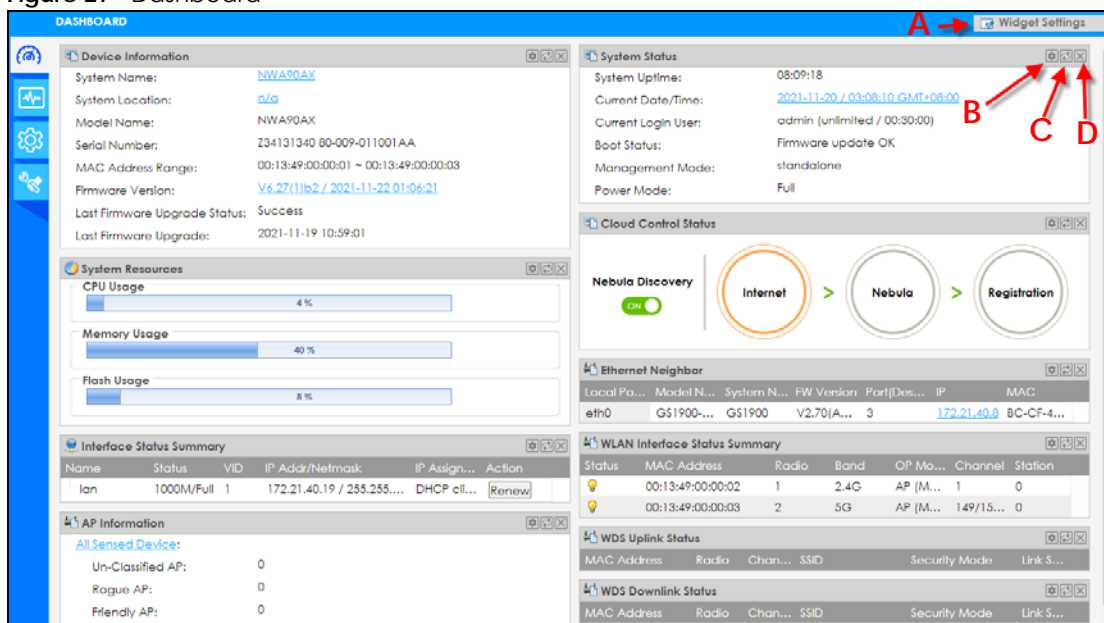 Figure 27 Dashboard
DASHBOARD
A
Widget Settings
Device Information
System Name: NWA90AX
System Location: n/a
Model Name: NWA90AX
Serial Number: Z34131340 80-009-011001AA
MAC Address Range: 00:13:49:00:00:01 ~ 00:13:49:00:00:03
Firmware Version: V6.27(1)b2 / 2021-11-22 01:06:21
Last Firmware Upgrade Status: Success
Last Firmware Upgrade: 2021-11-19 10:59:01
System Resources
CPU Usage
4 %
Memory Usage
40 %
Flash Usage
8 %
Interface Status Summary
Name Status VID IP Addr/Netmask IP Assign... Action
lan 1000M/Full 1 172.21.40.19 / 255.255.... DHCP cli... Renew
AP Information
All Sensed Device:
Un-Classified AP: 0
Rogue AP: 0
Friendly AP: 0
System Status
System Uptime: 08:09:18
Current Date/Time: 2021-11-20 / 03:08:10 GMT+08:00
Current Login User: admin (unlimited / 00:30:00)
Boot Status: Firmware update OK
Management Mode: standalone
Power Mode: Full
B
C
D
Cloud Control Status
Nebula Discovery
ON
Internet > Nebula > Registration
Ethernet Neighbor
Local Po... Model N... System N... FW Version Port(Des... IP MAC
eth0 GS1900-... GS1900 V2.70(A... 3 172.21.40.8 BC-CF-4...
WLAN Interface Status Summary
Status MAC Address Radio Band OP Mo... Channel Station
00:13:49:00:00:02 1 2.4G AP (M... 1 0
00:13:49:00:00:03 2 5G AP (M... 149/15... 0
WDS Uplink Status
MAC Address Radio Chan... SSID Security Mode Link S...
WDS Downlink Status
MAC Address Radio Chan... SSID Security Mode Link S...